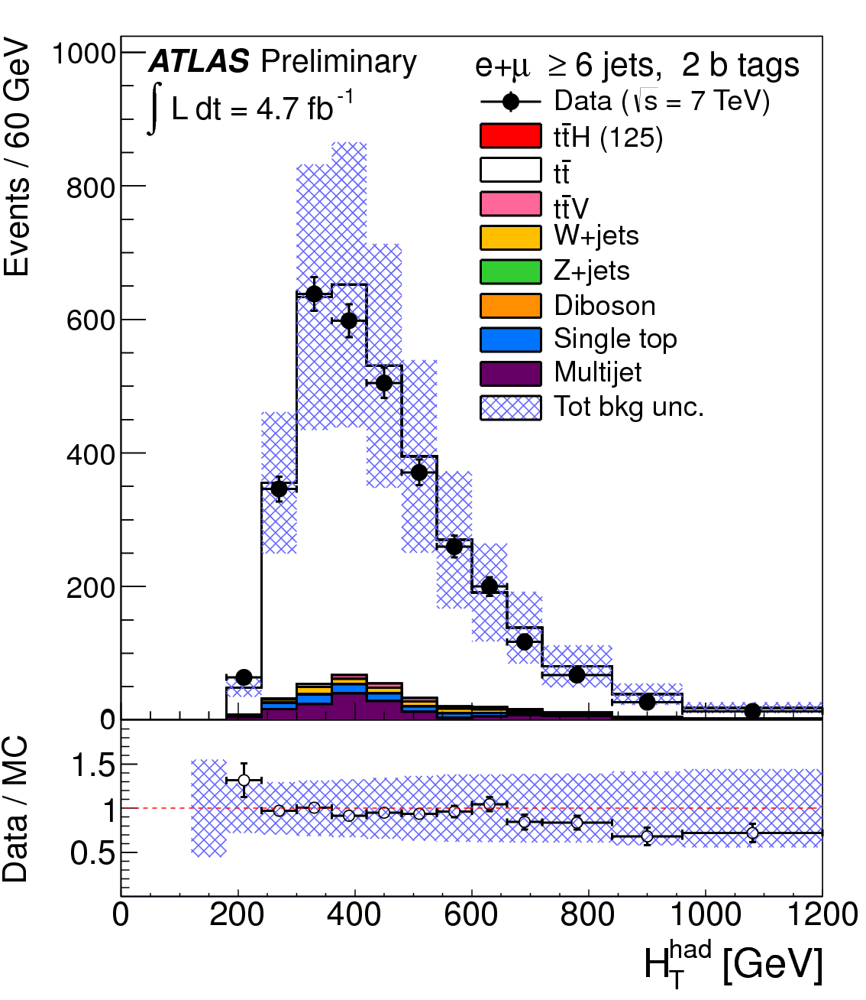 Events / 60 GeV
1000
800
600
400
200
0
ATLAS Preliminary
∫ L dt = 4.7 fb⁻¹
e+μ ≥ 6 jets, 2 b tags
Data (√s = 7 TeV)
tt̄H (125)
tt̄
tt̄V
W+jets
Z+jets
Diboson
Single top
Multijet
Tot bkg unc.
Data / MC
1.5
1
0.5
0 200 400 600 800 1000 1200
H_T^had [GeV]